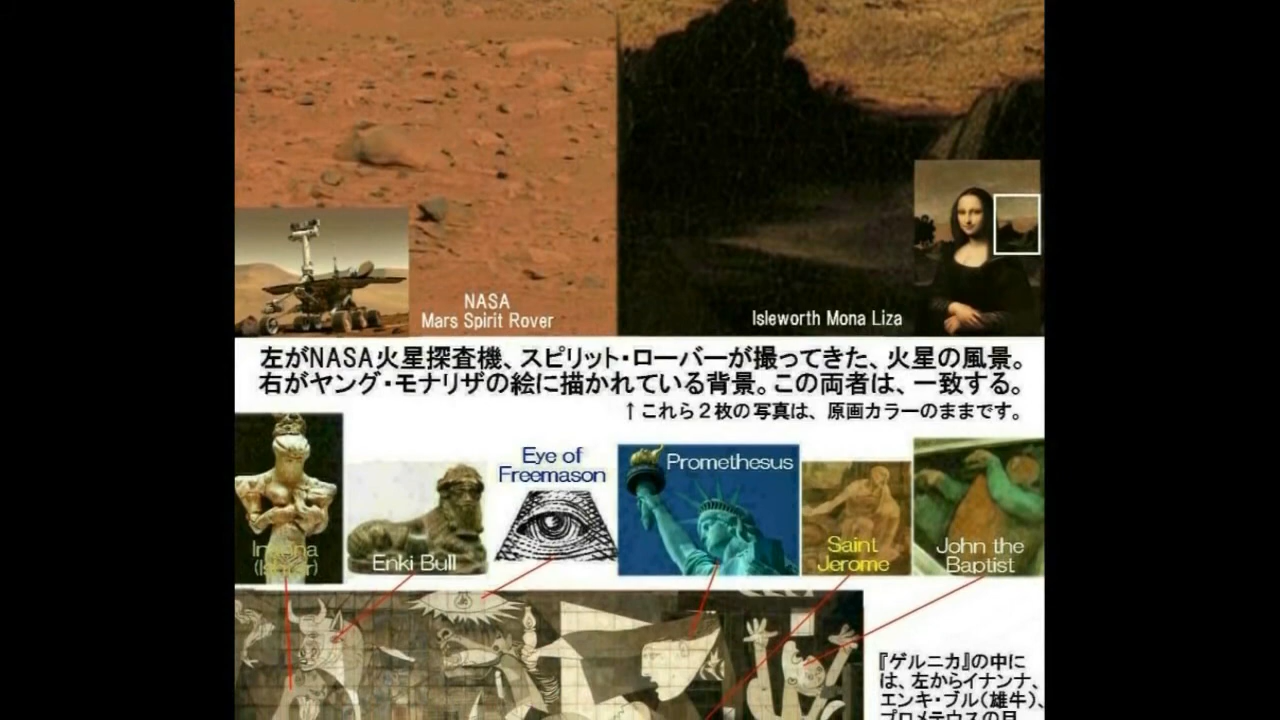 NASA
Mars Spirit Rover
Isleworth Mona Liza
左がNASA火星探査機、スピリット・ローバーが撮ってきた、火星の風景。
右がヤング・モナリザの絵に描かれている背景。この両者は、一致する。
↑これら２枚の写真は、原画カラーのままです。
Eye of
Freemason
Promethesus
Enki Bull
Saint
Jerome
John the
Baptist
『ゲルニカ』の中に
は、左からイナンナ、
エンキ・ブル(雄牛)、